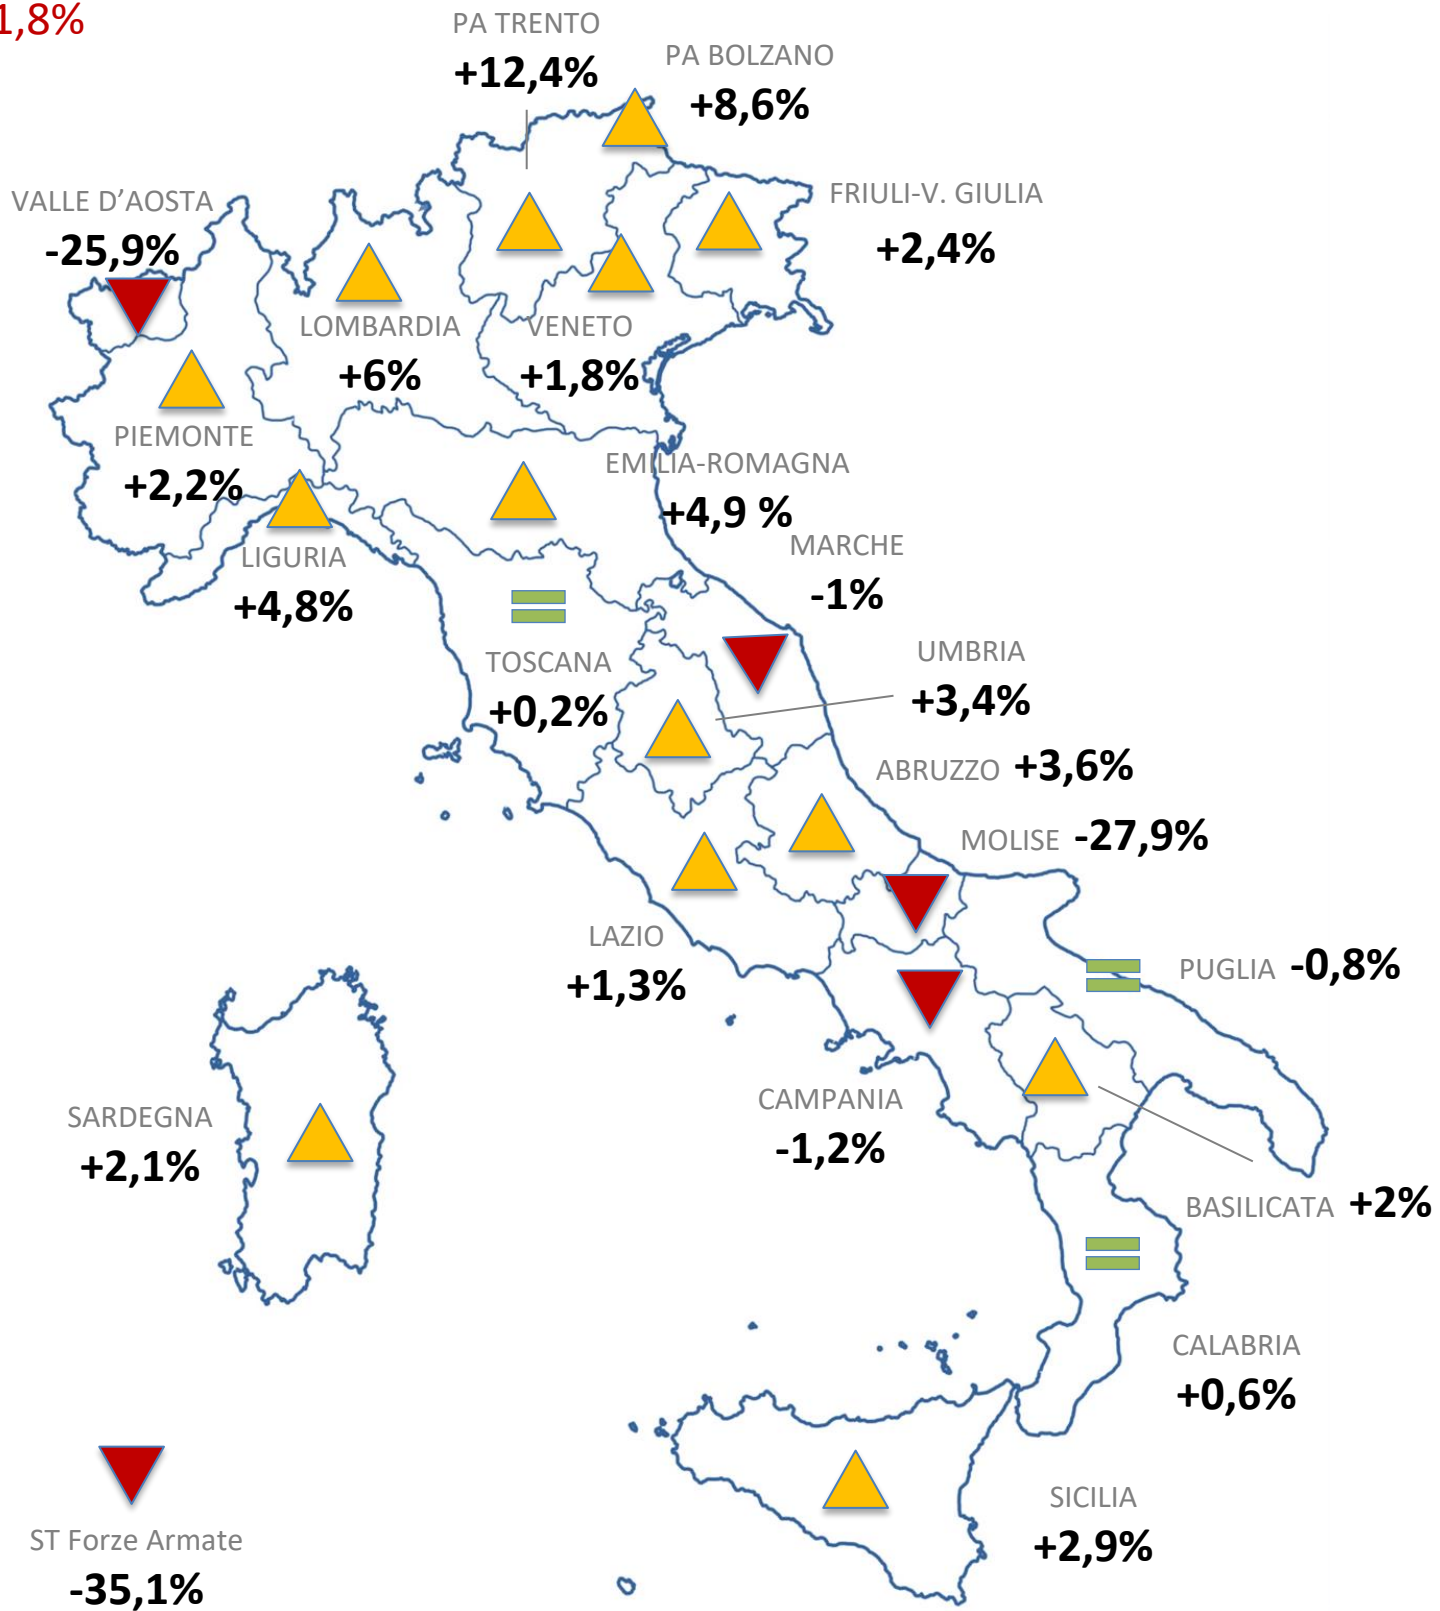 1,8%
PA TRENTO
+12,4%
PA BOLZANO
+8,6%
VALLE D’AOSTA
-25,9%
FRIULI-V. GIULIA
+2,4%
LOMBARDIA
+6%
VENETO
+1,8%
PIEMONTE
+2,2%
EMILIA-ROMAGNA
+4,9 %
LIGURIA
+4,8%
MARCHE
-1%
TOSCANA
+0,2%
UMBRIA
+3,4%
ABRUZZO +3,6%
MOLISE -27,9%
LAZIO
+1,3%
PUGLIA -0,8%
CAMPANIA
-1,2%
SARDEGNA
+2,1%
BASILICATA +2%
CALABRIA
+0,6%
SICILIA
+2,9%
ST Forze Armate
-35,1%